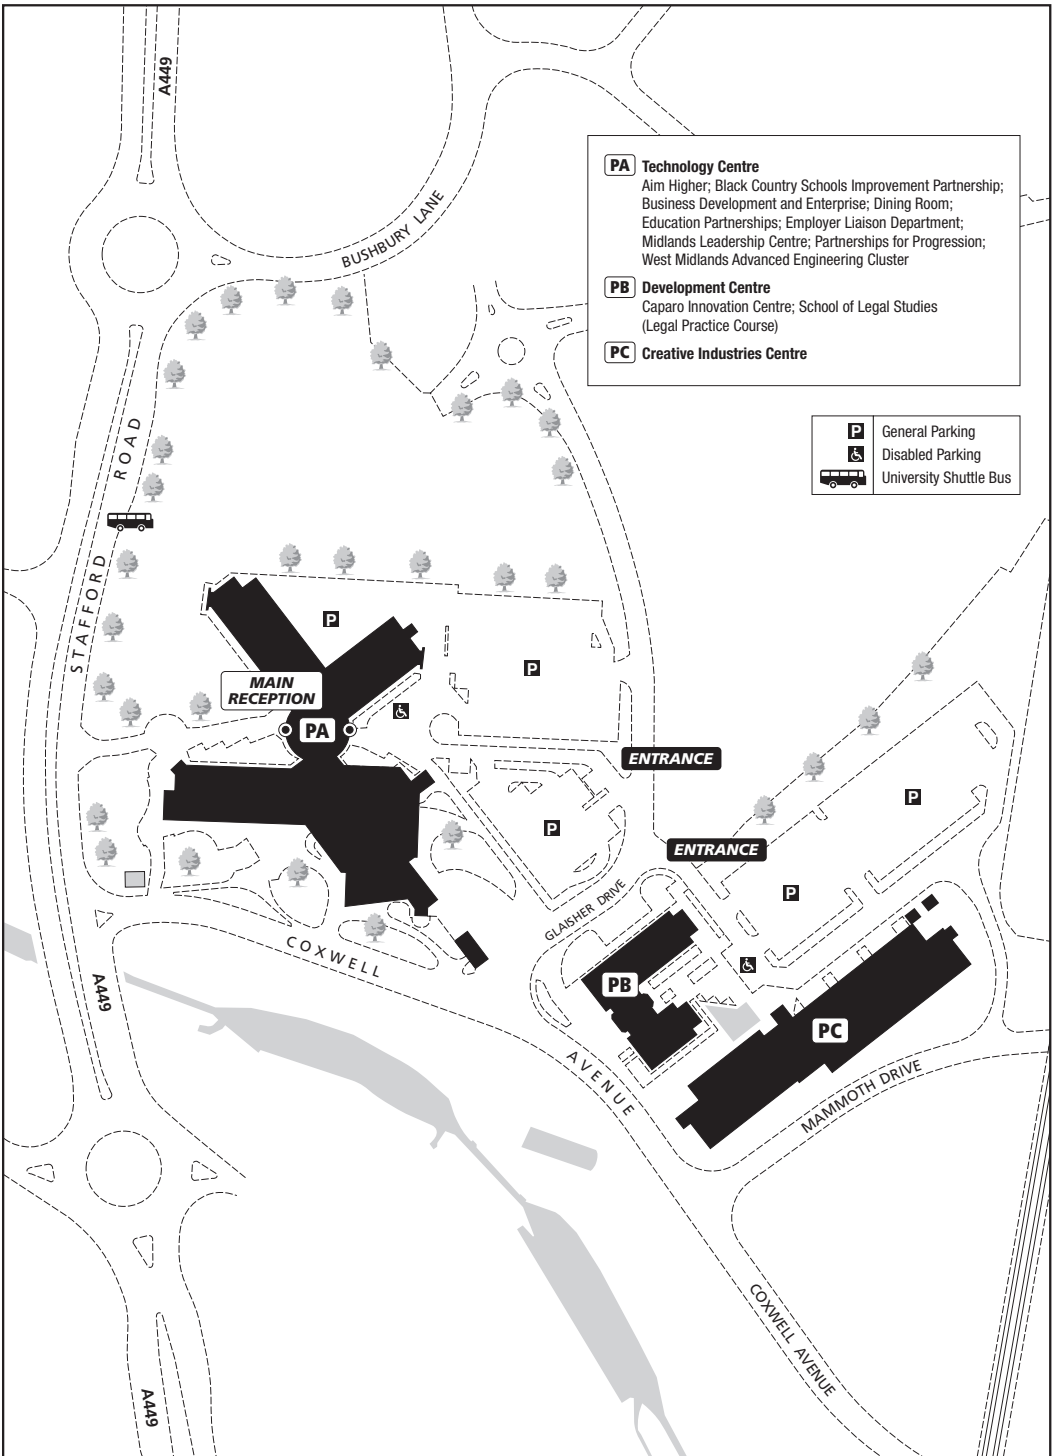 A449
BUSHBURY LANE
PA Technology Centre
Aim Higher; Black Country Schools Improvement Partnership;
Business Development and Enterprise; Dining Room;
Education Partnerships; Employer Liaison Department;
Midlands Leadership Centre; Partnerships for Progression;
West Midlands Advanced Engineering Cluster
PB Development Centre
Caparo Innovation Centre; School of Legal Studies
(Legal Practice Course)
PC Creative Industries Centre
P General Parking
Disabled Parking
University Shuttle Bus
STAFFORD ROAD
P
P
MAIN
RECEPTION
PA
ENTRANCE
P
P
ENTRANCE
P
GLAISHER DRIVE
COXWELL
A449
PB
PC
AVENUE
MAMMOTH DRIVE
COXWELL AVENUE
A449